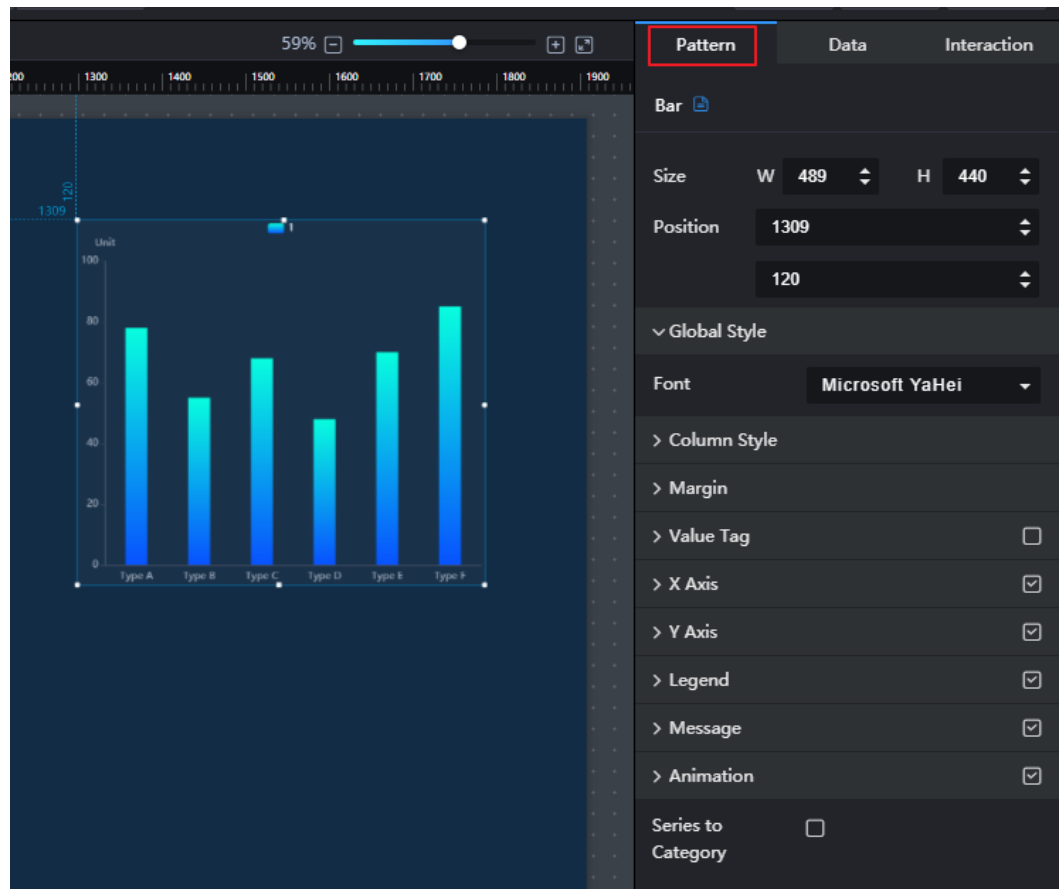 59%
Pattern Data Interaction
200 1300 1400 1500 1600 1700 1800 1900
Bar
Size W 489 H 440
120
1309
Position 1309
120
1
Unit
100
80
60
40
20
0
Type A Type B Type C Type D Type E Type F
Global Style
Font Microsoft YaHei
Column Style
Margin
Value Tag
X Axis
Y Axis
Legend
Message
Animation
Series to
Category